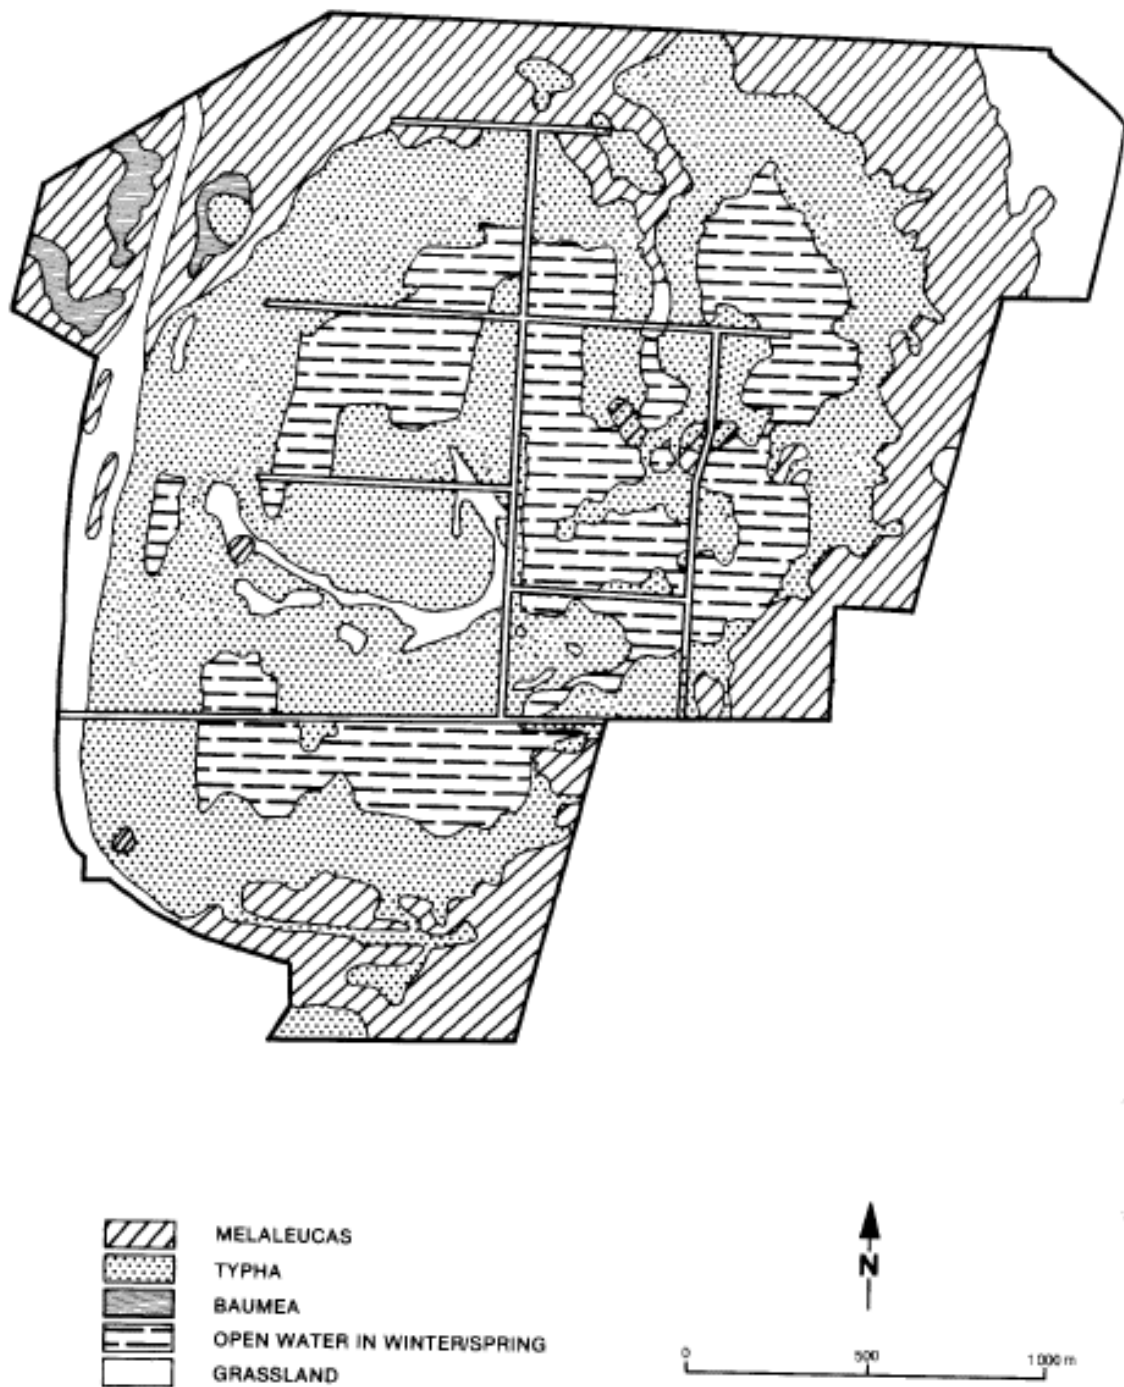 MELALEUCAS
TYPHA
BAUMEA
OPEN WATER IN WINTER/SPRING
GRASSLAND
N
0 500 1000 m